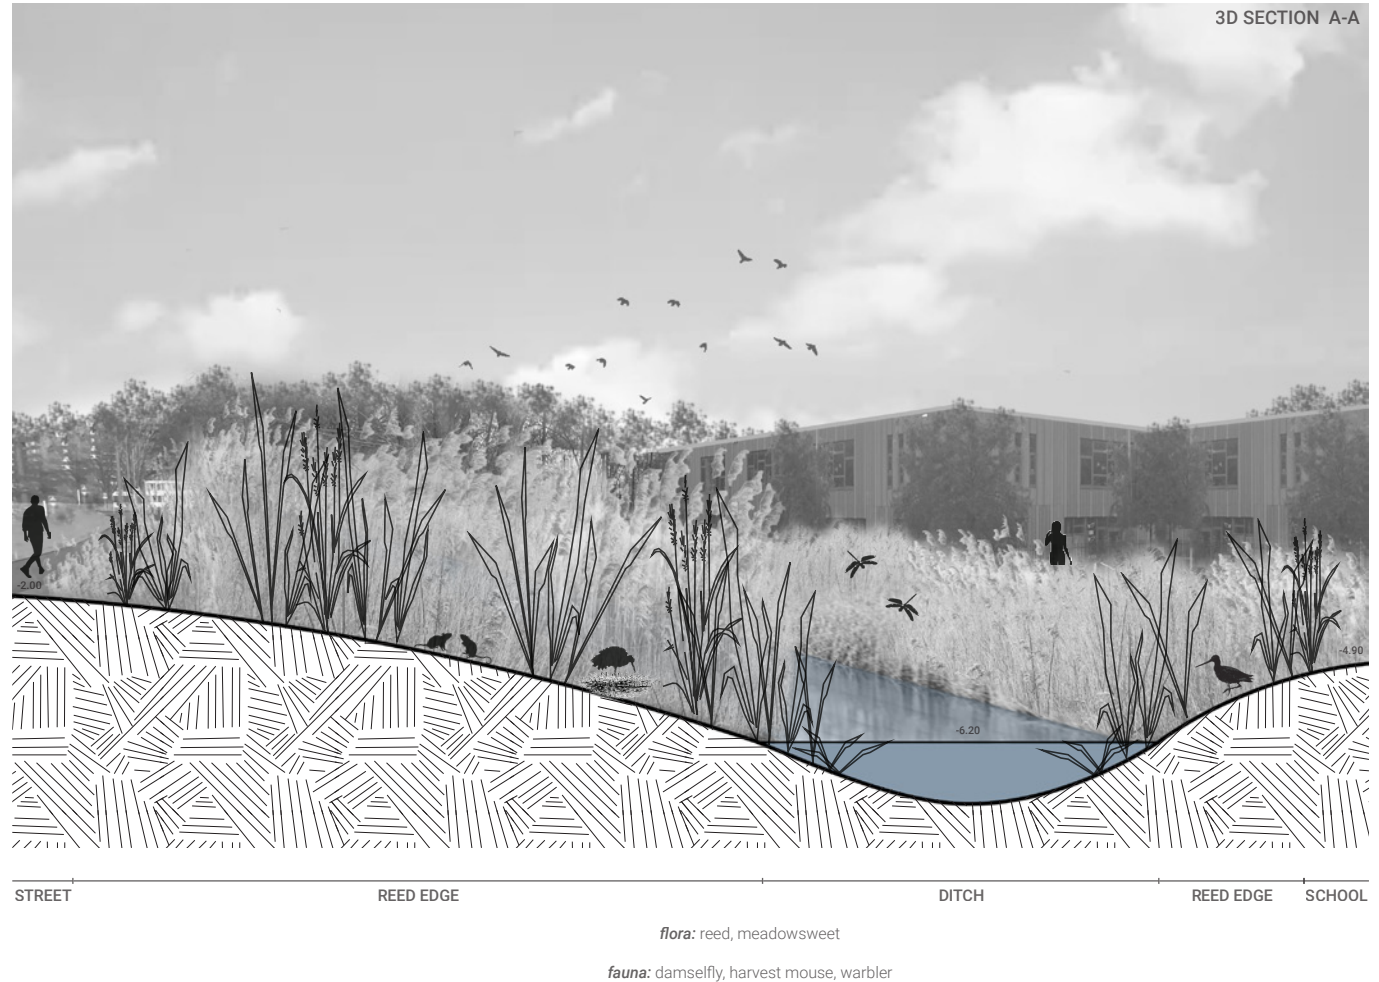 3D SECTION A-A
-2.00
-4.90
-6.20
STREET REED EDGE DITCH REED EDGE SCHOOL
flora: reed, meadowsweet
fauna: damselfly, harvest mouse, warbler